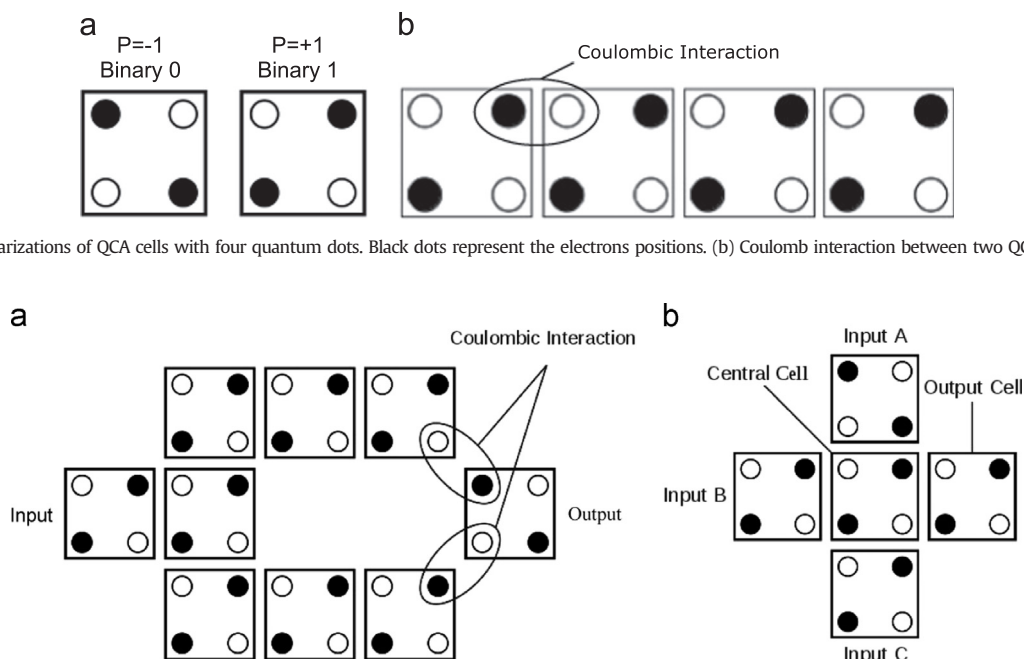 a
P=-1
Binary 0
P=+1
Binary 1
b
Coulombic Interaction
arizations of QCA cells with four quantum dots. Black dots represent the electrons positions. (b) Coulomb interaction between two
a
Coulombic Interaction
Input
Output
b
Input A
Central Cell
Output Cell
Input B
Input C